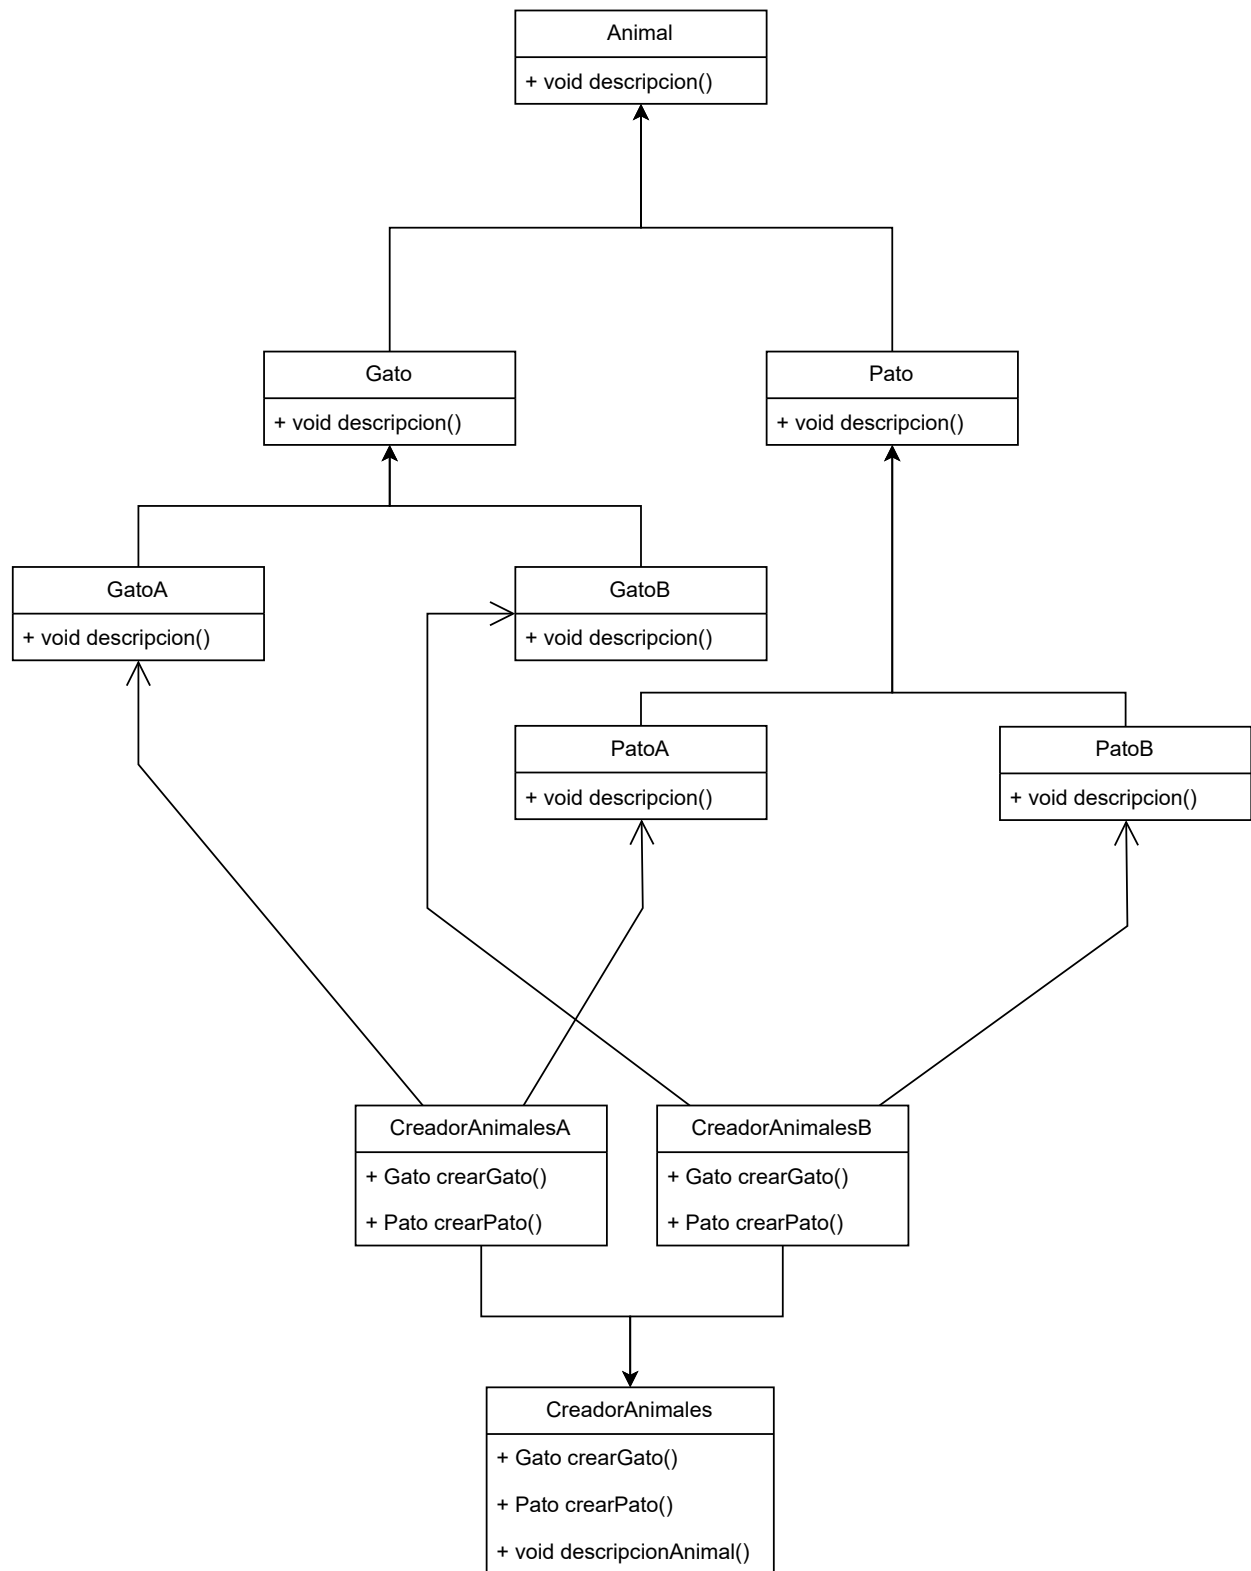 Animal
+ void descripcion()
Gato
+ void descripcion()
Pato
+ void descripcion()
GatoA
+ void descripcion()
GatoB
+ void descripcion()
PatoA
+ void descripcion()
PatoB
+ void descripcion()
CreadorAnimalesA
+ Gato crearGato()
+ Pato crearPato()
CreadorAnimalesB
+ Gato crearGato()
+ Pato crearPato()
CreadorAnimales
+ Gato crearGato()
+ Pato crearPato()
+ void descripcionAnimal()